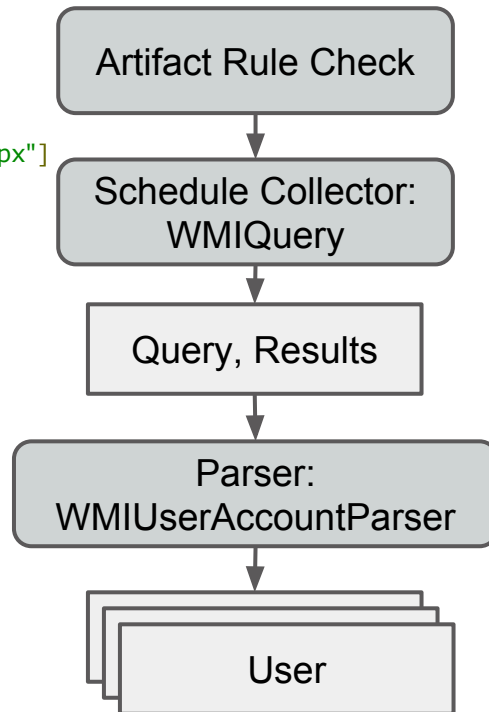 Artifact Rule Check
px"]
Schedule Collector:
WMIQuery
Query, Results
Parser:
WMIUserAccountParser
User